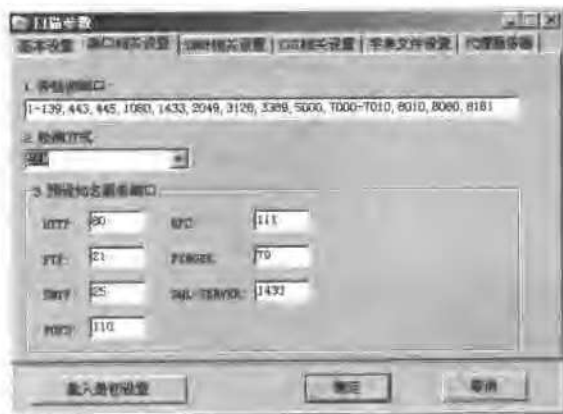 扫描参数
基本设置 端口相关设置 SNMP相关设置 CGI相关设置 字典文件设置 代理服务器
1. 待检测端口
1-139, 443, 445, 1080, 1433, 2049, 3128, 3389, 5000, 7000-7010, 8010, 8080, 8181
2. 检测方式
3. 预设知名服务端口
HTTP: 80 RPC: 111
FTP: 21 FINGER: 79
SMTP: 25 SQL-SERVER: 1433
POP3: 110
载入是初设置 确定 取消